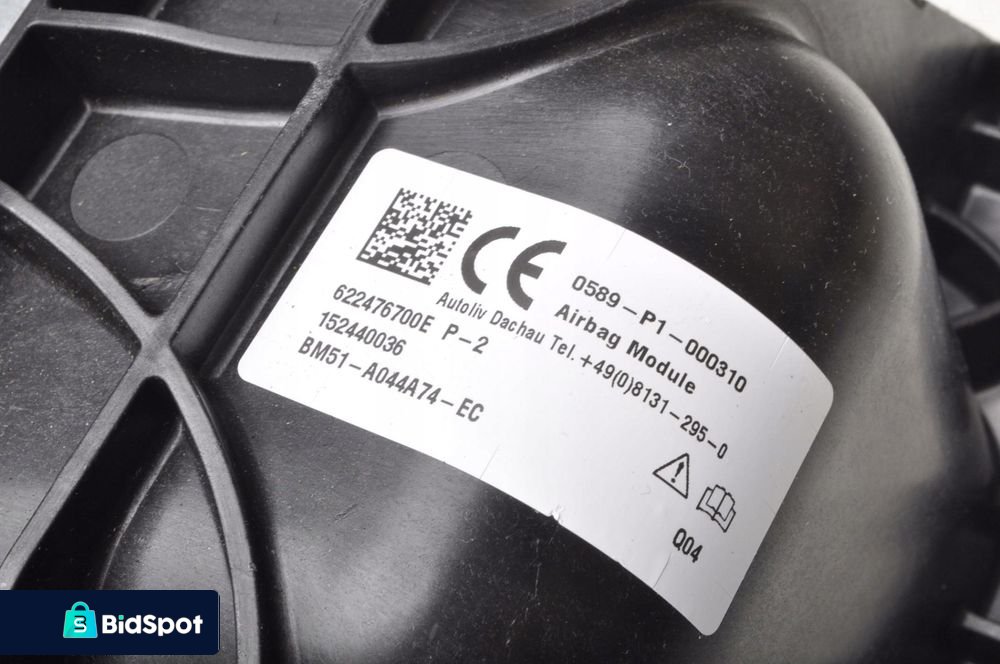 CE
0589-P1-000310
Airbag Module
Autoliv Dachau Tel. +49(0)8131-295-0
622476700E P-2
152440036
BM51-A044A74-EC
Q04
S
BidSpot